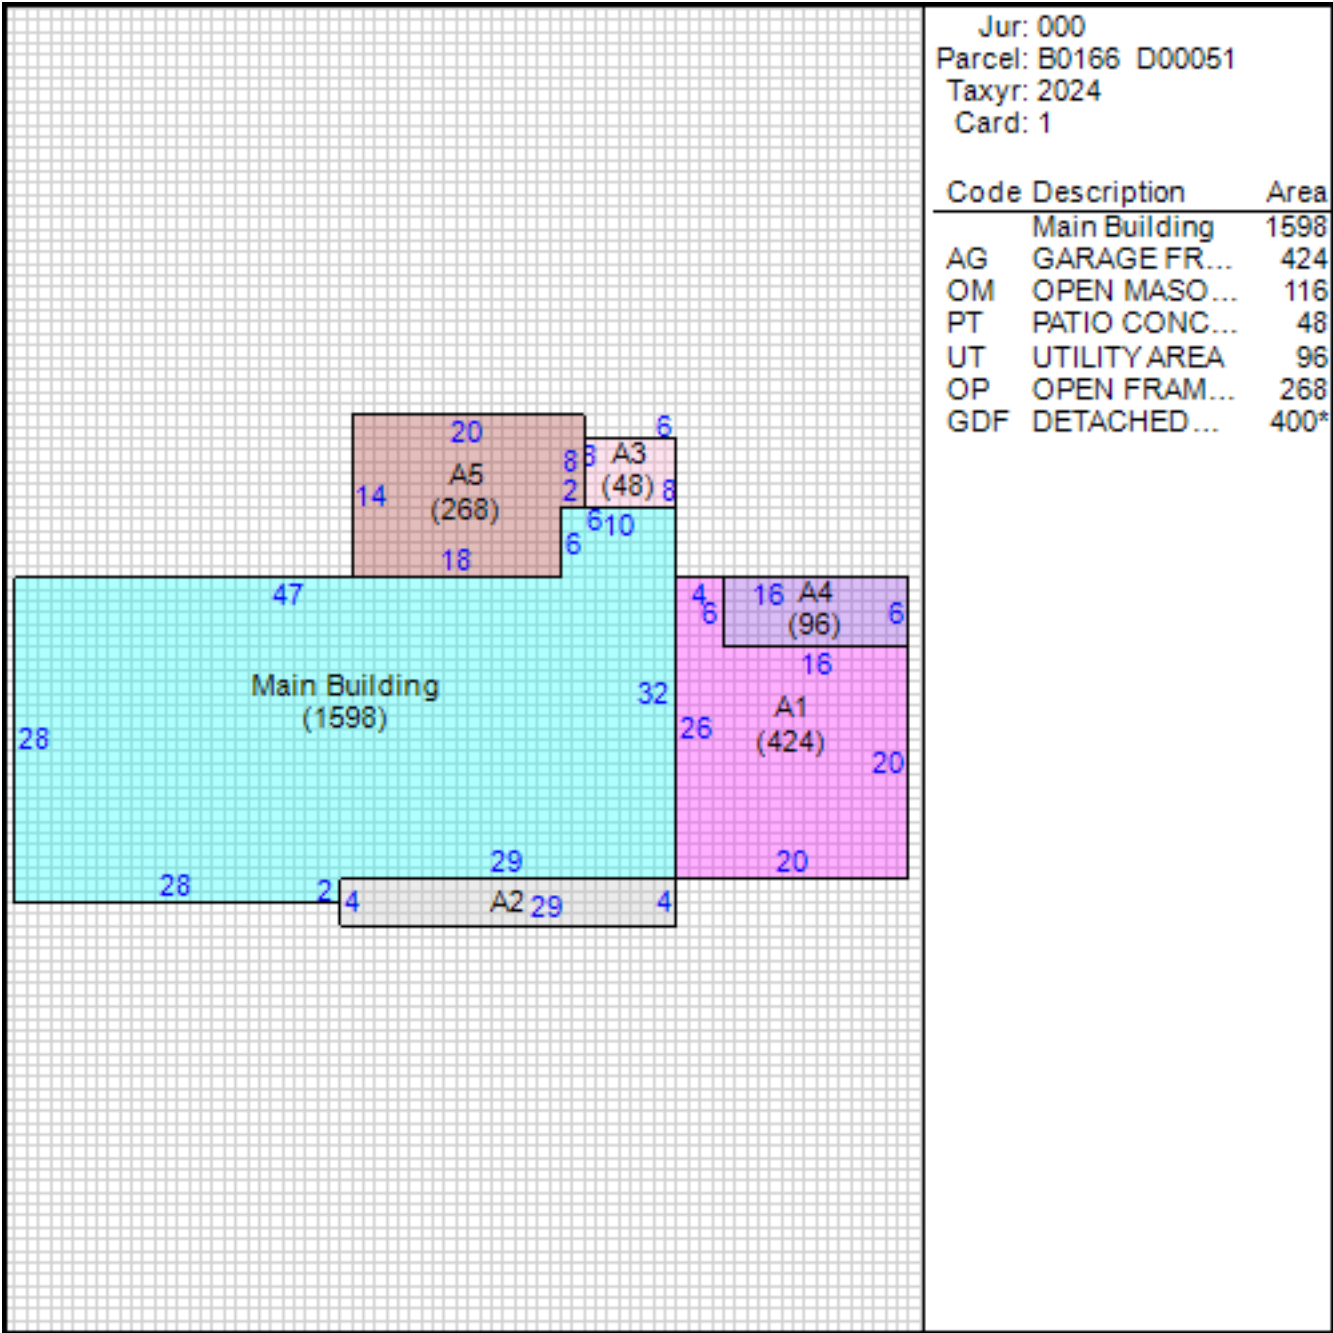 Jur: 000
Parcel: B0166 D00051
Taxyr: 2024
Card: 1
Code Description Area
Main Building 1598
AG GARAGE FR... 424
OM OPEN MASO... 116
PT PATIO CONC... 48
UT UTILITY AREA 96
OP OPEN FRAM... 268
GDF DETACHED... 400*
6
20
8 8 A3
A5
14 2 (48) 8
(268)
6 10
6
18
47 4 16 A4
6 (96) 6
16
Main Building 32
(1598)
A1
28 26 (424)
20
29 20
28 2
4 A2 29 4